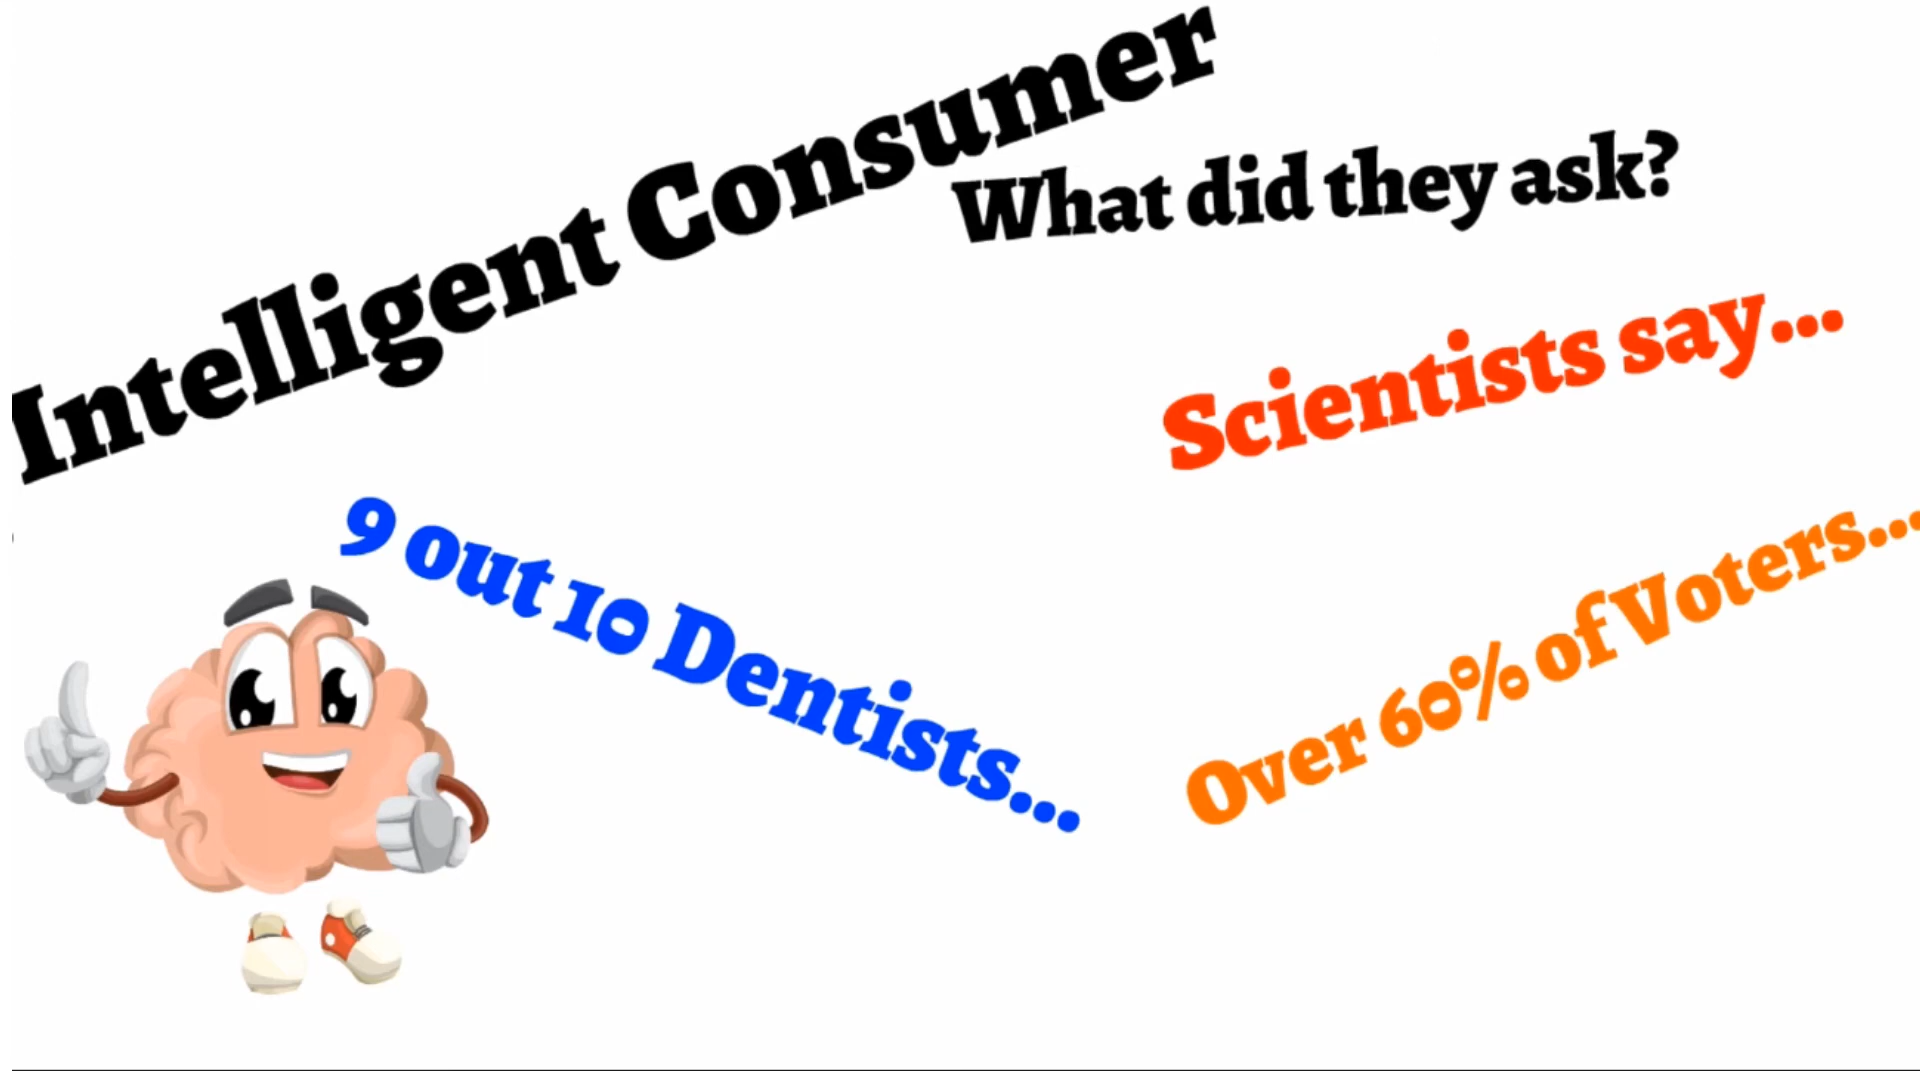 Intelligent Consumer
What did they ask?
Scientists say...
9 out 10 Dentists...
Over 60% of Voters...